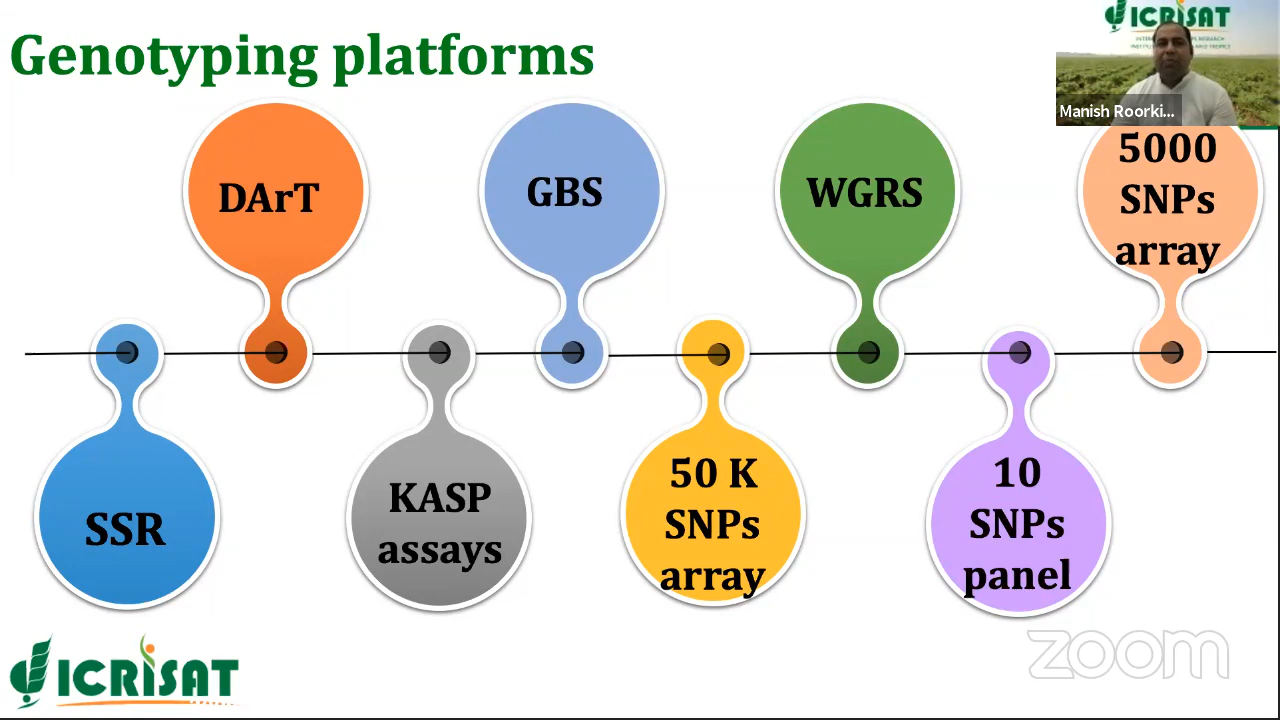 Genotyping platforms
ICRISAT
Manish Roorki...
DArT
GBS
WGRS
5000
SNPs
array
SSR
KASP
assays
50 K
SNPs
array
10
SNPs
panel
ICRISAT
zoom